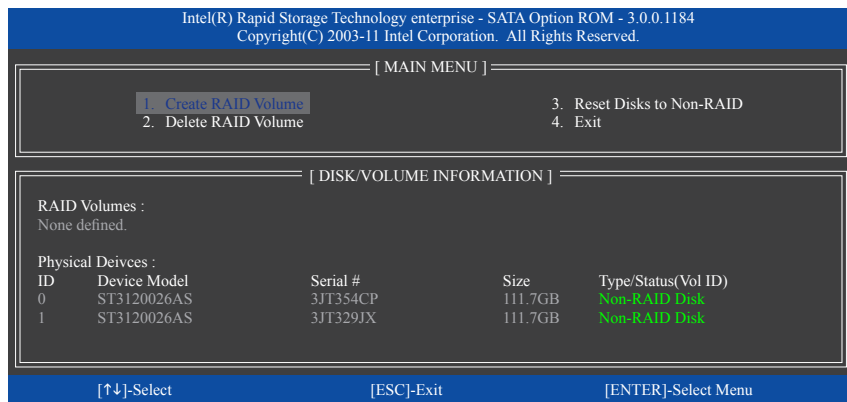 Intel(R) Rapid Storage Technology enterprise - SATA Option ROM - 3.0.0.1184
Copyright(C) 2003-11 Intel Corporation. All Rights Reserved.
[ MAIN MENU ]
1. Create RAID Volume 3. Reset Disks to Non-RAID
2. Delete RAID Volume 4. Exit
[ DISK/VOLUME INFORMATION ]
RAID Volumes :
None defined.
Physical Deivces :
ID Device Model Serial # Size Type/Status(Vol ID)
0 ST3120026AS 3JT354CP 111.7GB Non-RAID Disk
1 ST3120026AS 3JT329JX 111.7GB Non-RAID Disk
[↑↓]-Select [ESC]-Exit [ENTER]-Select Menu